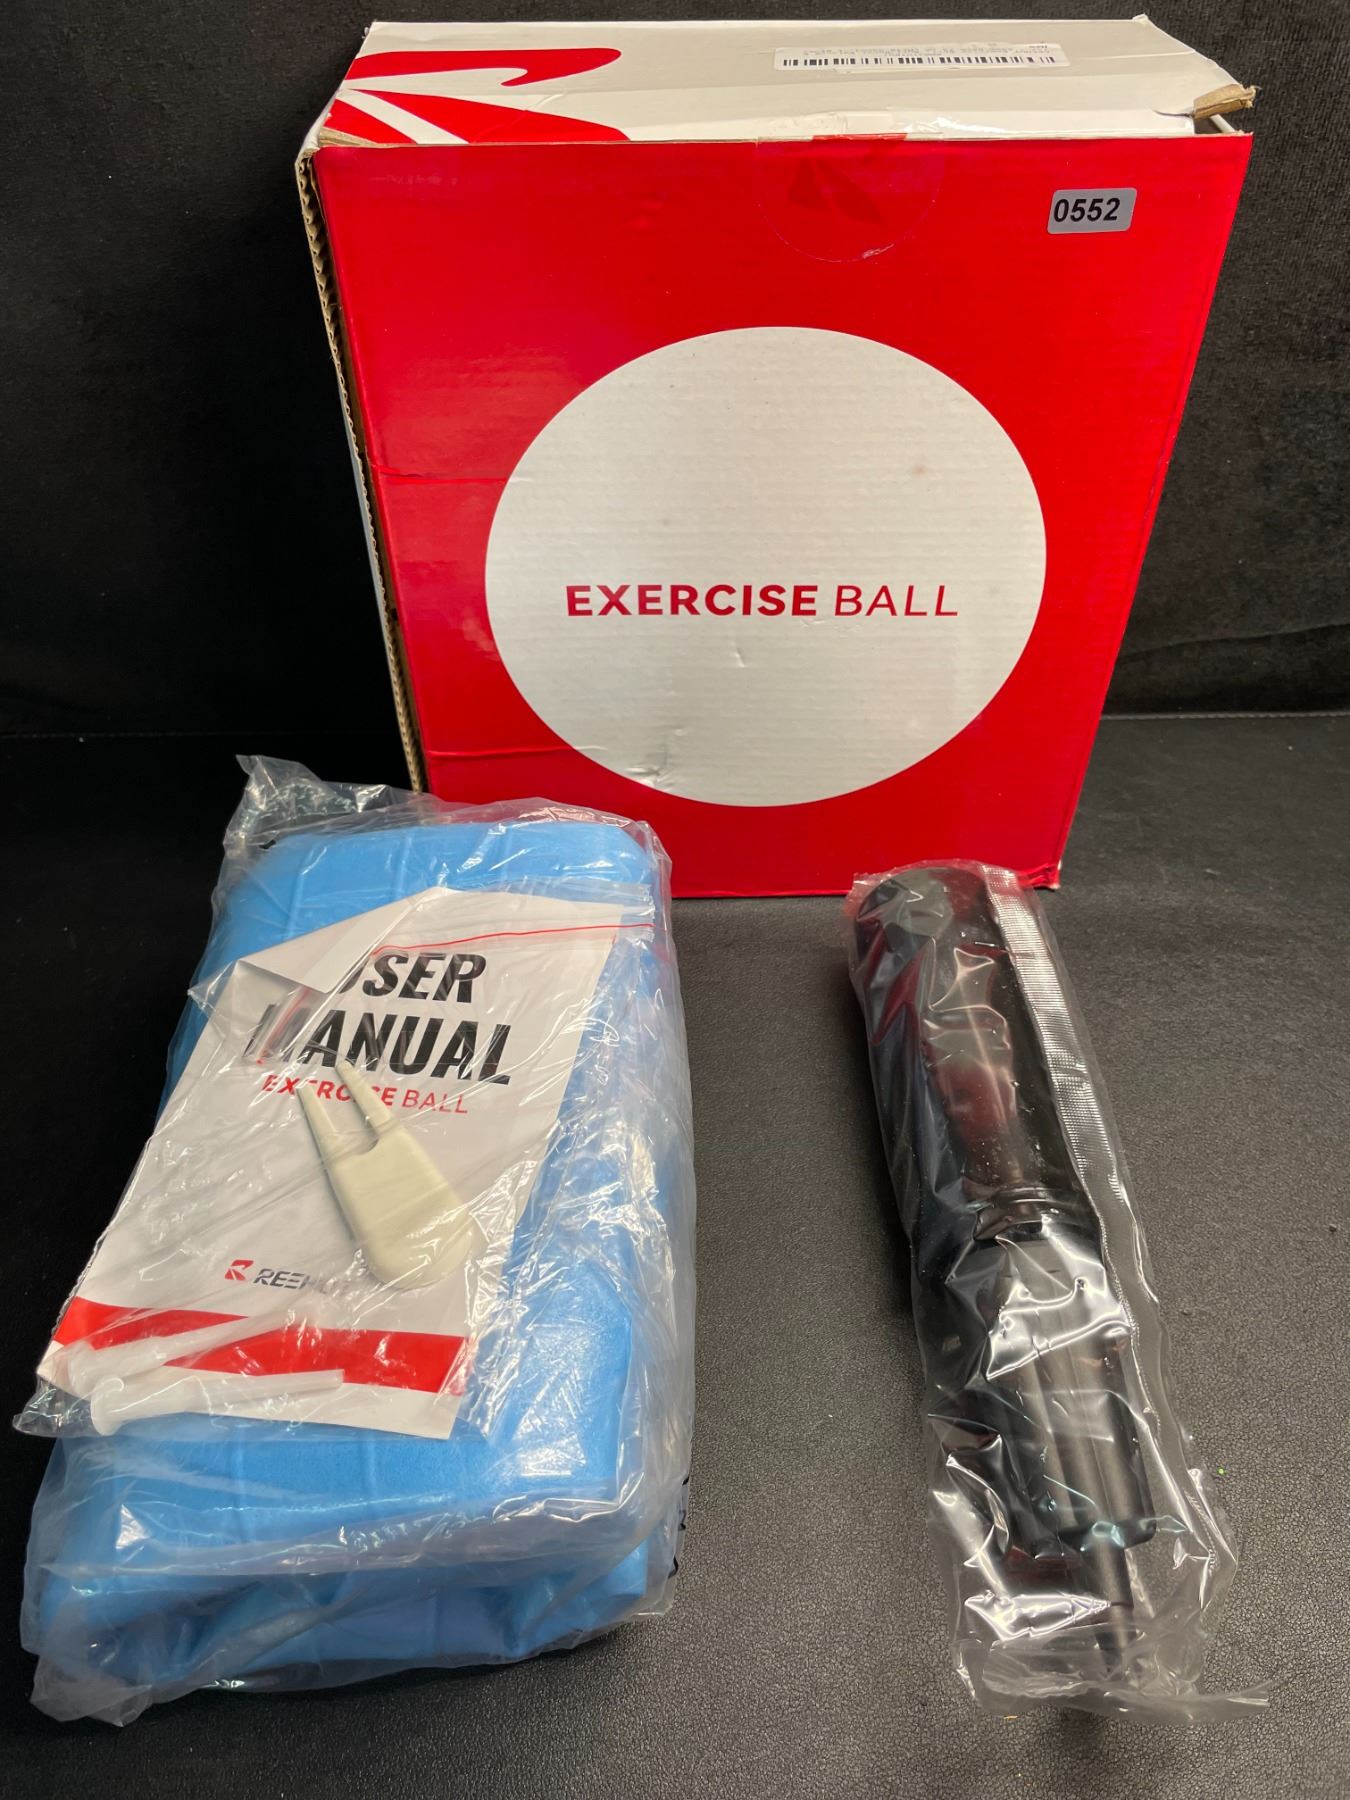 0552
EXERCISE BALL
USER
MANUAL
EXERCISE BALL